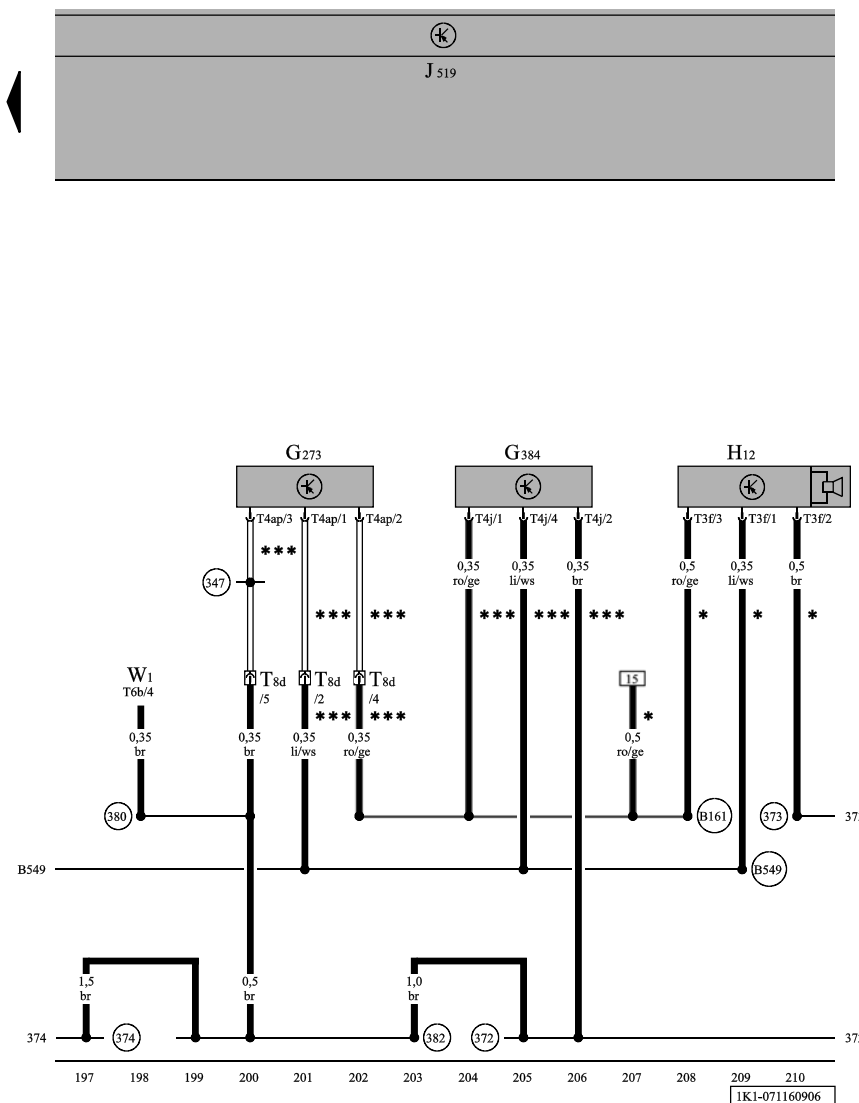 J 519
G273 G384 H12
T4ap/3 T4ap/1 T4ap/2 T4j/1 T4j/4 T4j/2 T3f/3 T3f/1 T3f/2
***
0,35 0,35 0,35 0,5 0,35 0,5
ro/ge li/ws br ro/ge li/ws br
347
*** *** *** *** *** * * *
W1 T8d T8d T8d 15
T6b/4 /5 /2 /4
*** *** *
0,35 0,35 0,35 0,35 0,5
br br li/ws ro/ge ro/ge
380 B161 373 37
B549 B549
1,5 0,5 1,0
br br br
374 374 382 372 37
197 198 199 200 201 202 203 204 205 206 207 208 209 210
1K1-071160906